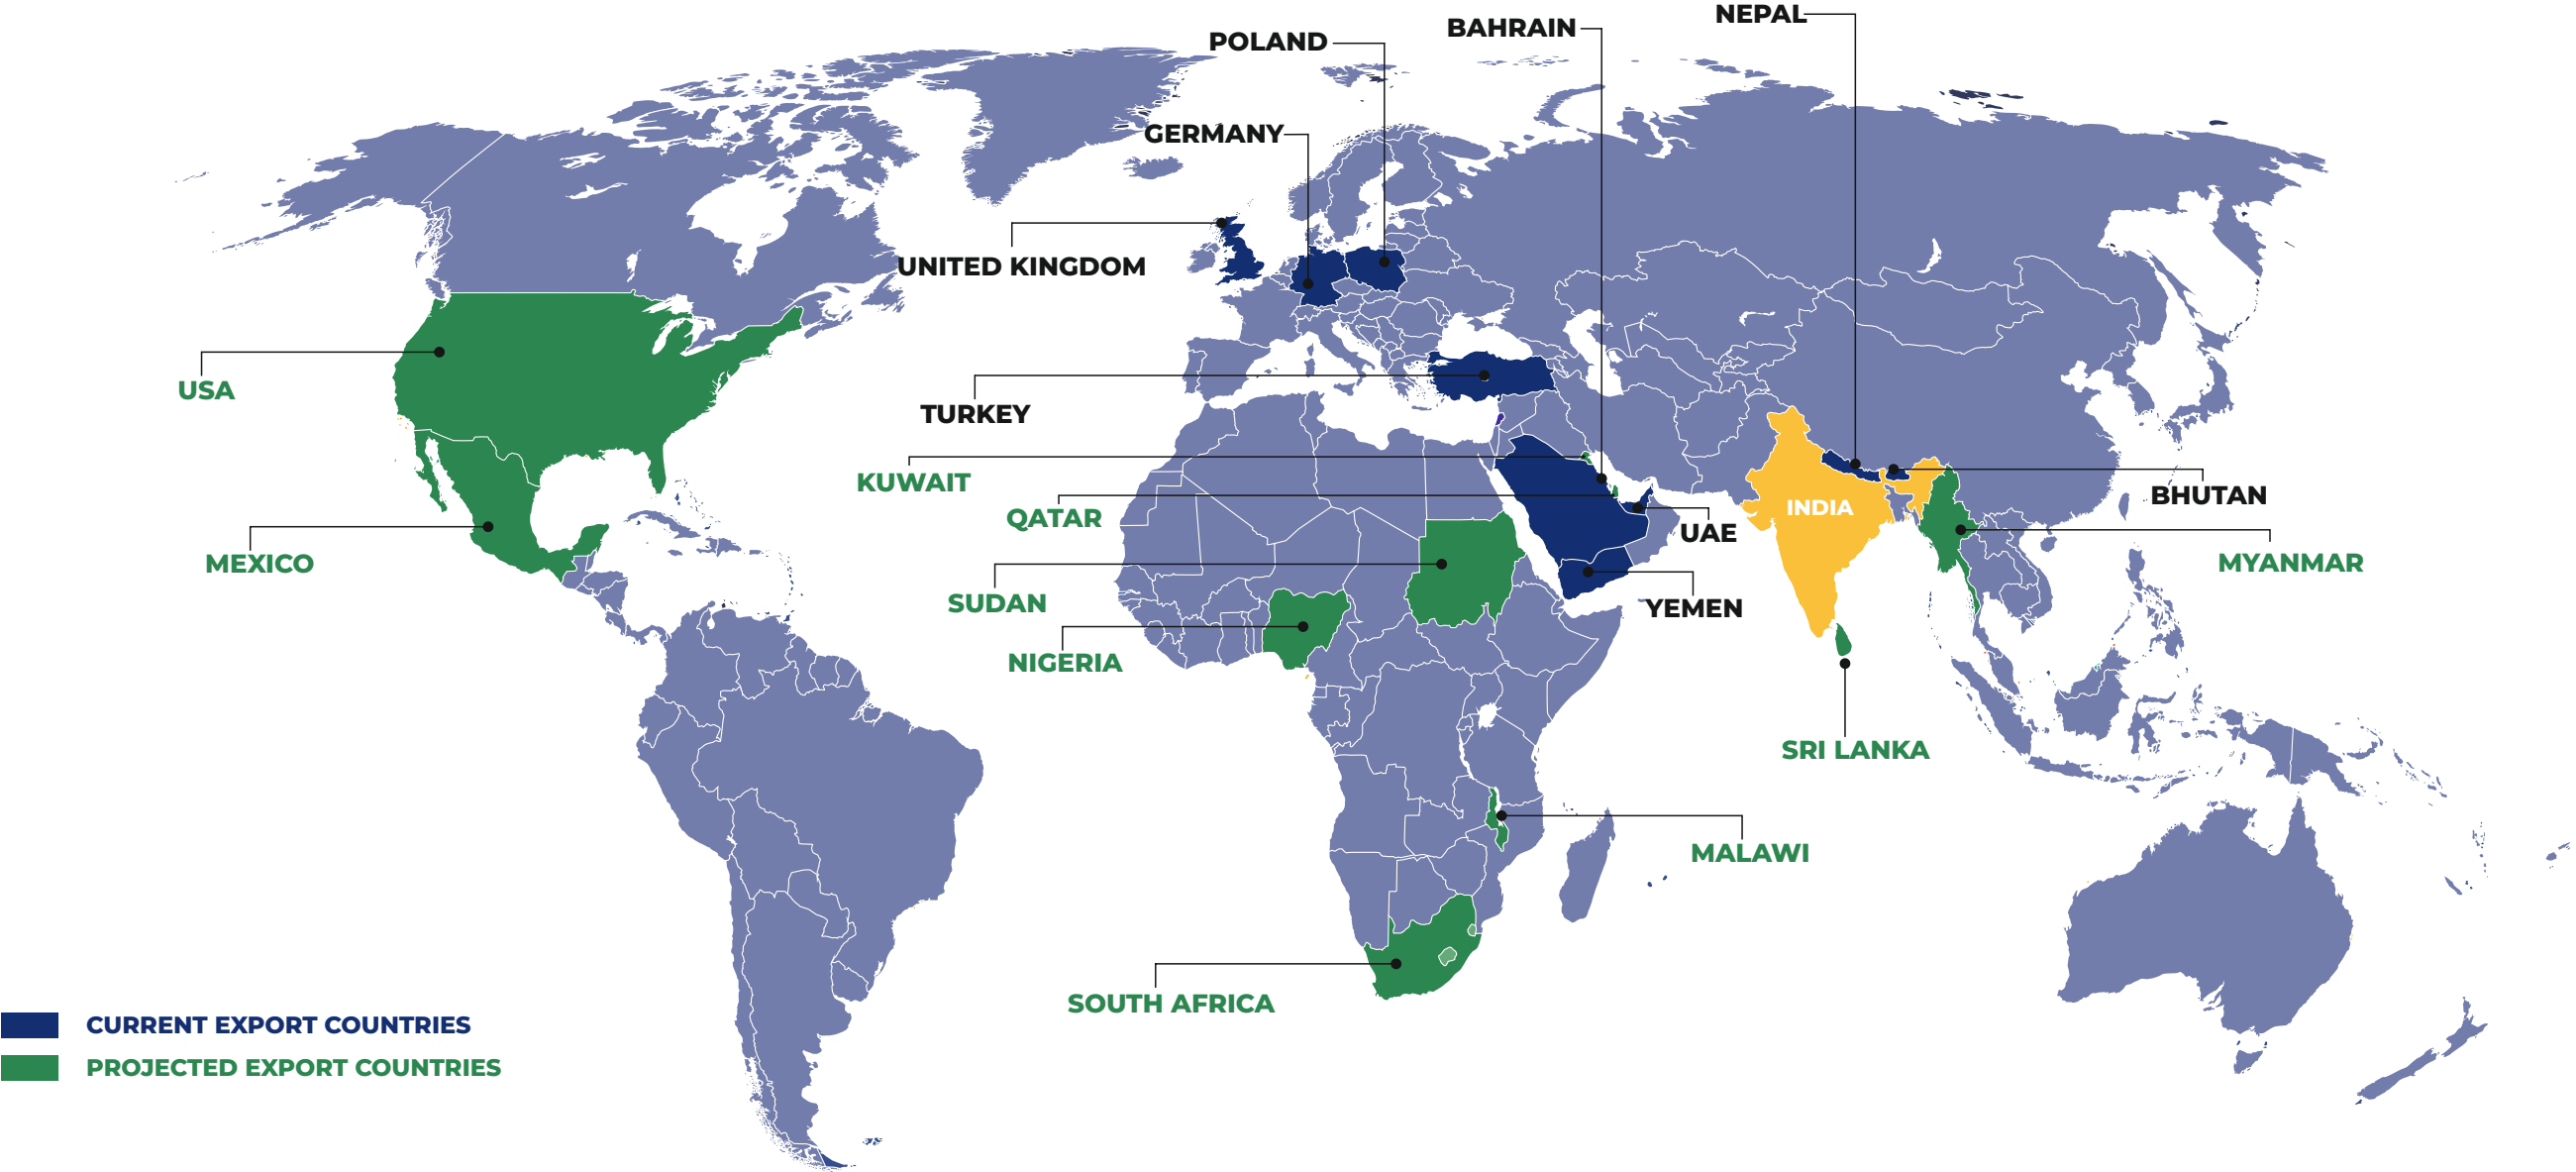 NEPAL
BAHRAIN
POLAND
GERMANY
UNITED KINGDOM
USA
TURKEY
KUWAIT
BHUTAN
INDIA
QATAR
UAE
MEXICO
MYANMAR
SUDAN
YEMEN
NIGERIA
SRI LANKA
MALAWI
SOUTH AFRICA
CURRENT EXPORT COUNTRIES
PROJECTED EXPORT COUNTRIES